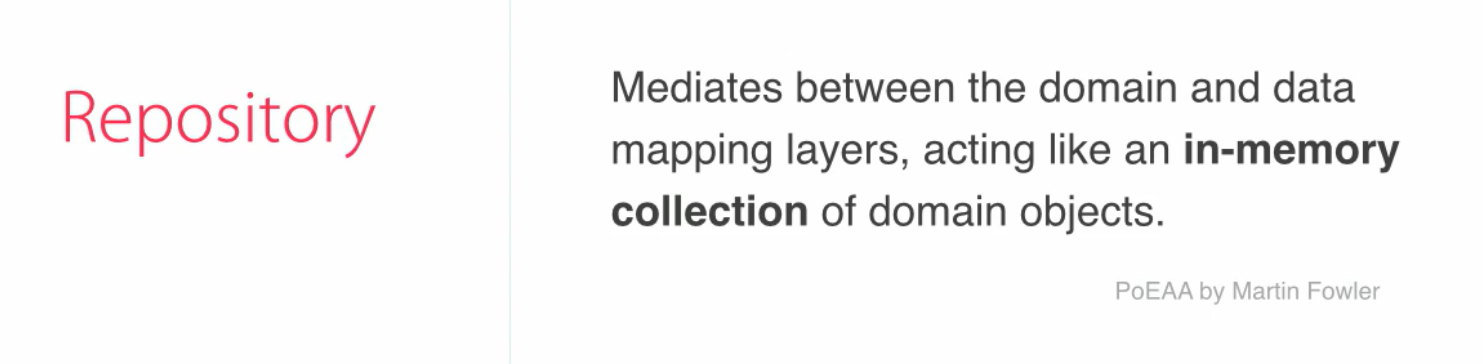 Repository
Mediates between the domain and data
mapping layers, acting like an in-memory
collection of domain objects.
PoEAA by Martin Fowler